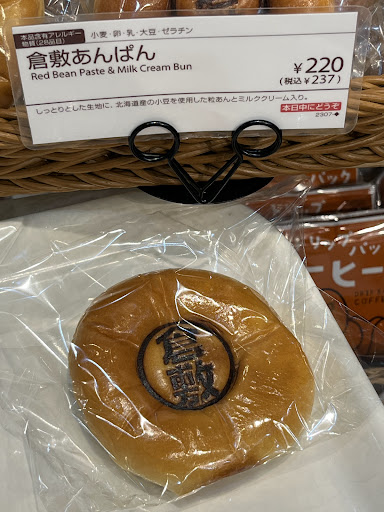 本品含有アレルギー
物質(28品目)
小麦・卵・乳・大豆・ゼラチン
倉敷あんぱん
Red Bean Paste & Milk Cream Bun
¥220
(税込¥237)
しっとりとした生地に、北海道産の小豆を使用した粒あんとミルククリーム入り。
本日中にどうぞ
2307-◆
倉敷